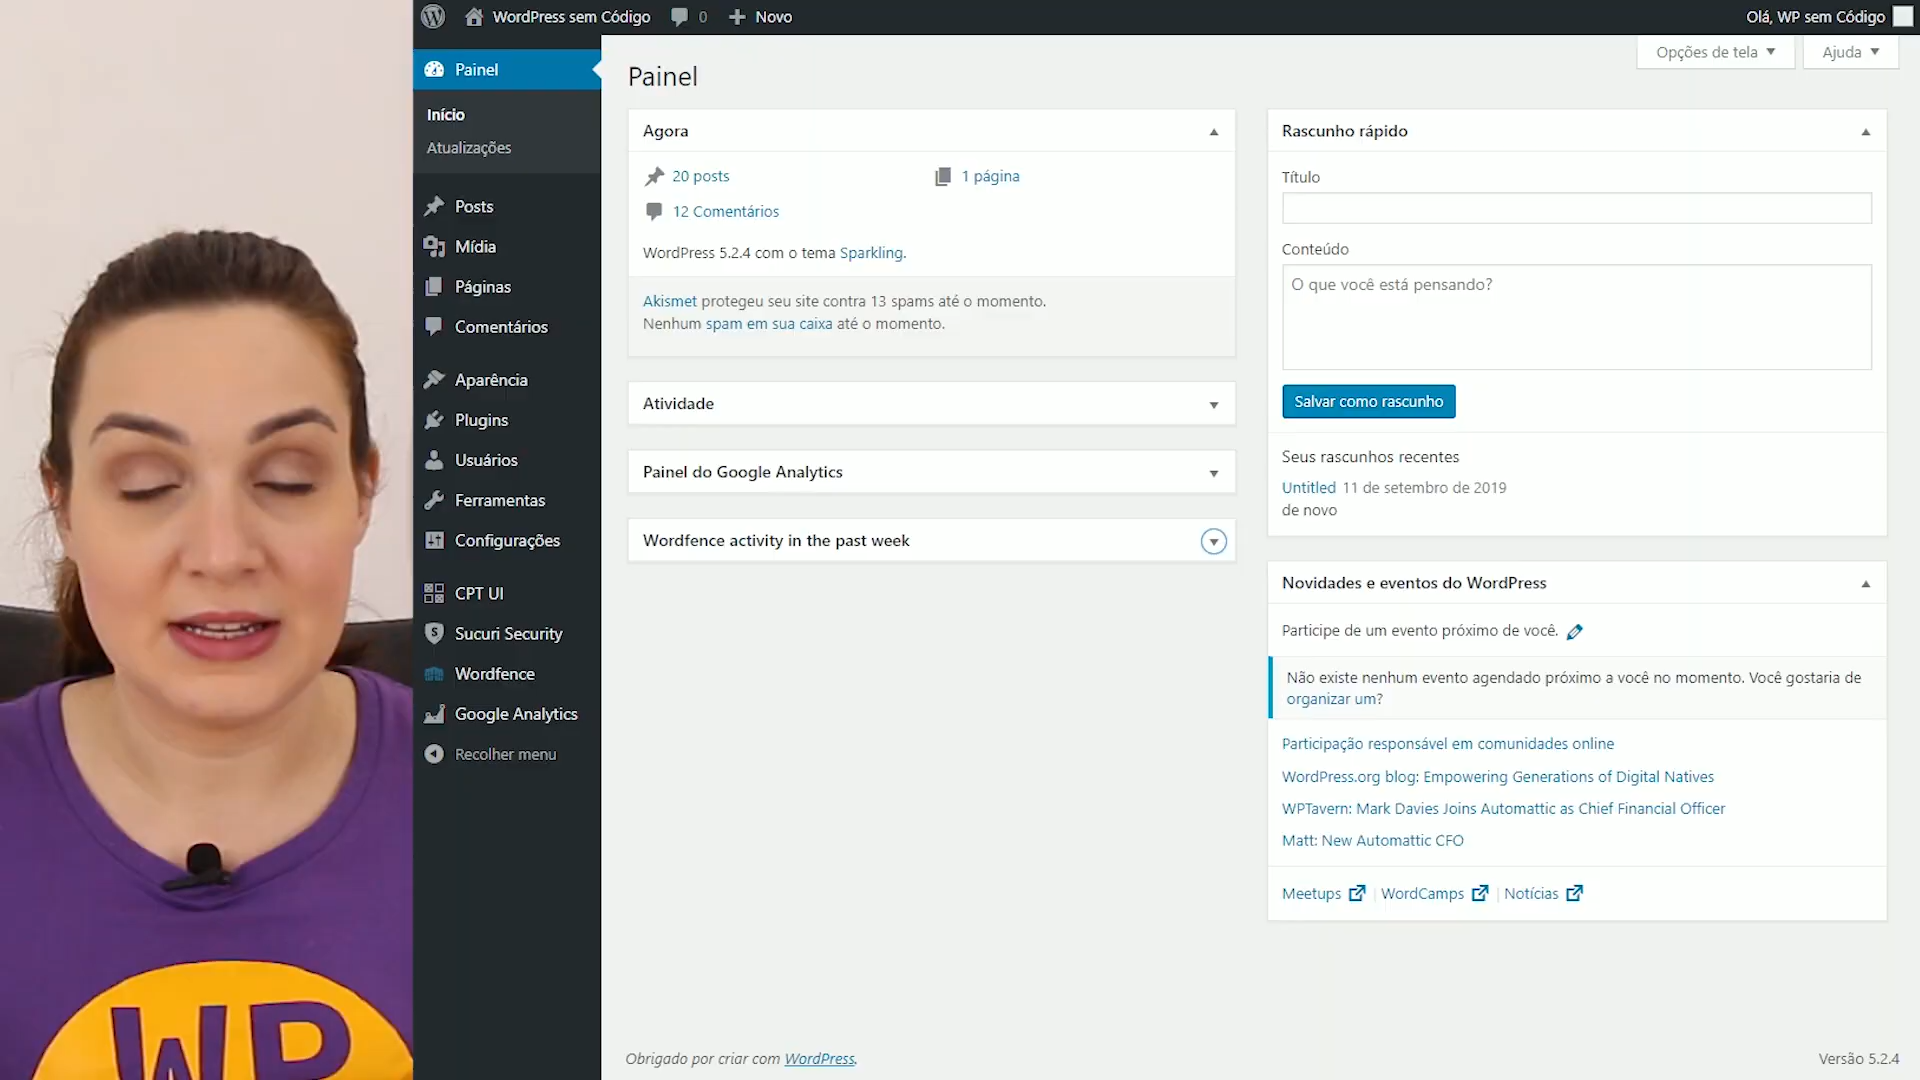 WordPress sem Código
0
Novo
Olá, WP sem Código
Painel
Início
Atualizações
Posts
Mídia
Páginas
Comentários
Aparência
Plugins
Usuários
Ferramentas
Configurações
CPT UI
Sucuri Security
Wordfence
Google Analytics
Recolher menu
Opções de tela
Ajuda
Painel
Agora
20 posts
1 página
12 Comentários
WordPress 5.2.4 com o tema Sparkling.
Akismet protegeu seu site contra 13 spams até o momento.
Nenhum spam em sua caixa até o momento.
Atividade
Painel do Google Analytics
Wordfence activity in the past week
Rascunho rápido
Título
Conteúdo
O que você está pensando?
Salvar como rascunho
Seus rascunhos recentes
Untitled 11 de setembro de 2019
de novo
Novidades e eventos do WordPress
Participe de um evento próximo de você.
Não existe nenhum evento agendado próximo a você no momento. Você gostaria de
organizar um?
Participação responsável em comunidades online
WordPress.org blog: Empowering Generations of Digital Natives
WPTavern: Mark Davies Joins Automattic as Chief Financial Officer
Matt: New Automattic CFO
Meetups | WordCamps | Notícias
Obrigado por criar com WordPress.
Versão 5.2.4
WP